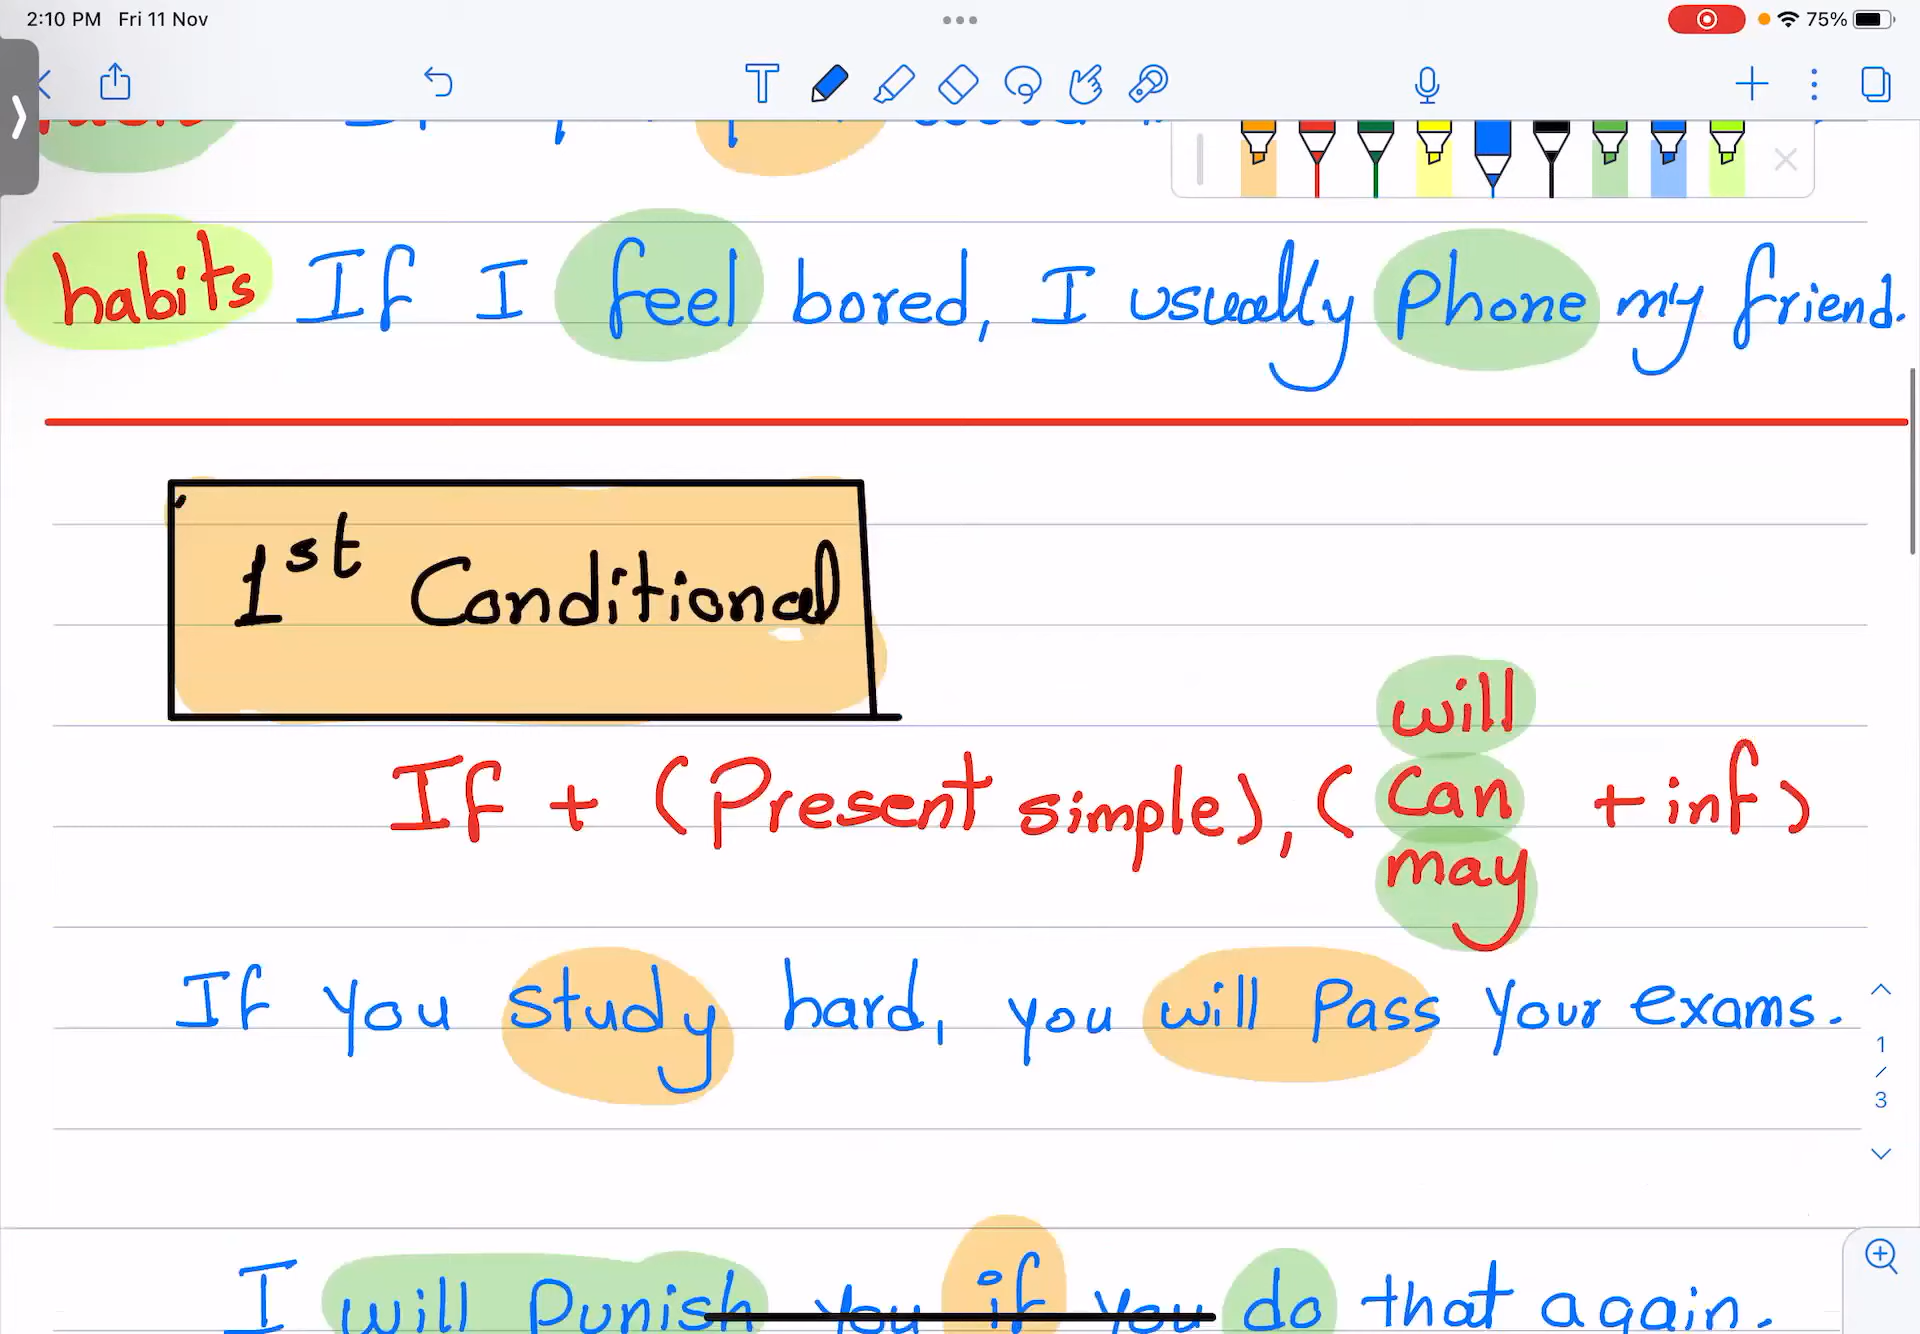 2:10 PM Fri 11 Nov
75%
habits If I feel bored, I usually phone my friend.
1st Conditional
will
If + (Present simple), ( Can + inf)
may
If you study hard, you will pass your exams.
1
/
3
I will punish you if you do that again.